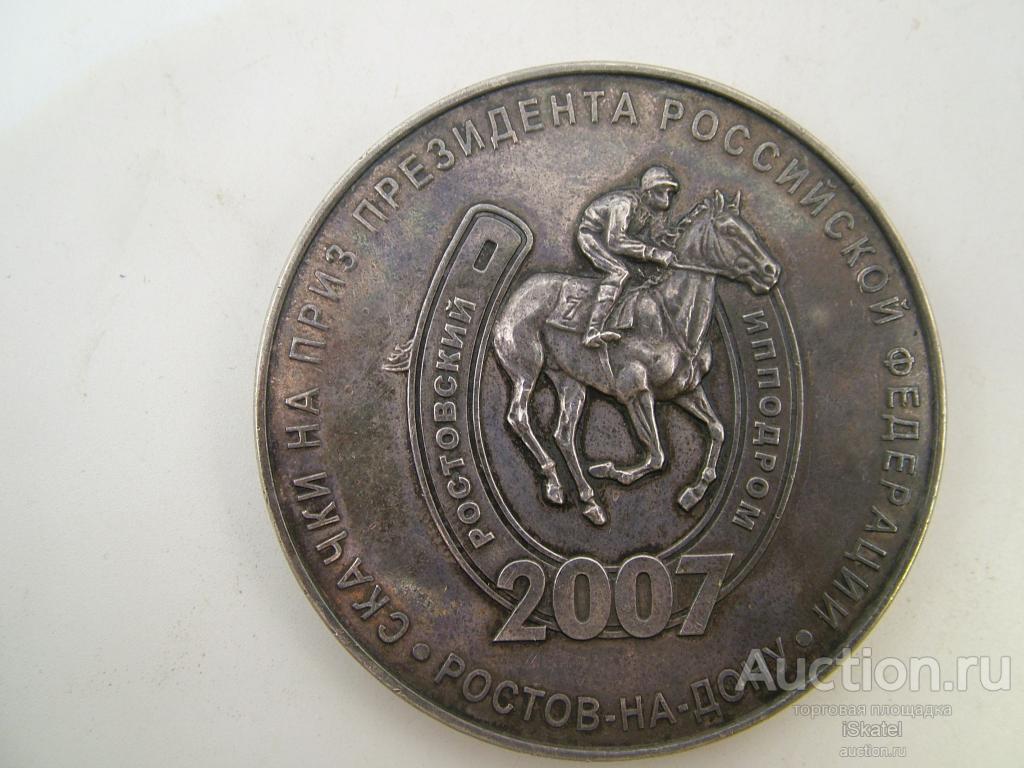 СКАЧКИ НА ПРИЗ ПРЕЗИДЕНТА РОССИЙСКОЙ ФЕДЕРАЦИИ
• РОСТОВ-НА-ДОНУ •
РОСТОВСКИЙ
ИППОДРОМ
7
2007
Auction.ru
торговая площадка
iSkatel
auction.ru